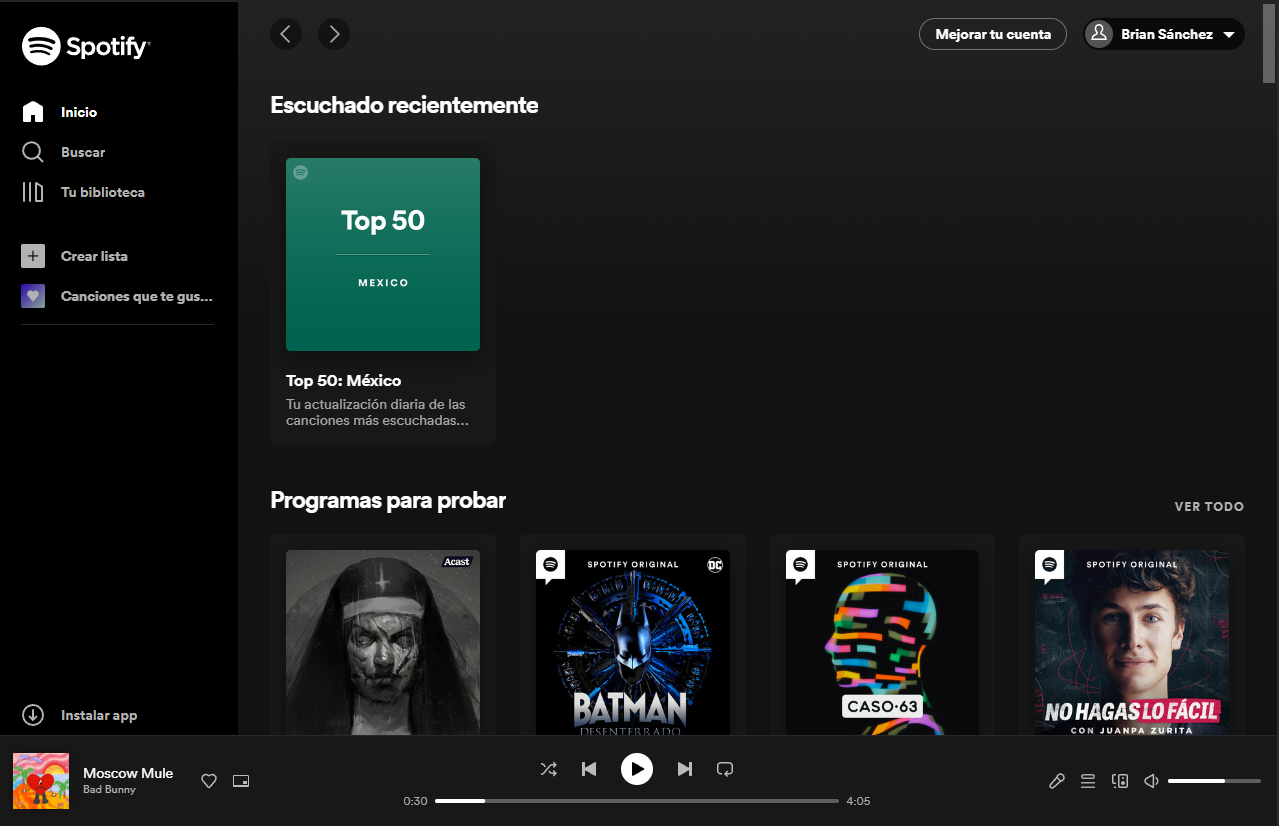 Spotify
Mejorar tu cuenta
Brian Sánchez
Inicio
Buscar
Tu biblioteca
Crear lista
Canciones que te gus...
Instalar app
Escuchado recientemente
Top 50
MEXICO
Top 50: México
Tu actualización diaria de las
canciones más escuchadas...
Programas para probar
VER TODO
Acast
SPOTIFY ORIGINAL
DC
BATMAN
DESENTERRADO
SPOTIFY ORIGINAL
CASO·63
SPOTIFY ORIGINAL
NO HAGAS LO FÁCIL
CON JUANPA ZURITA
Moscow Mule
Bad Bunny
0:30
4:05